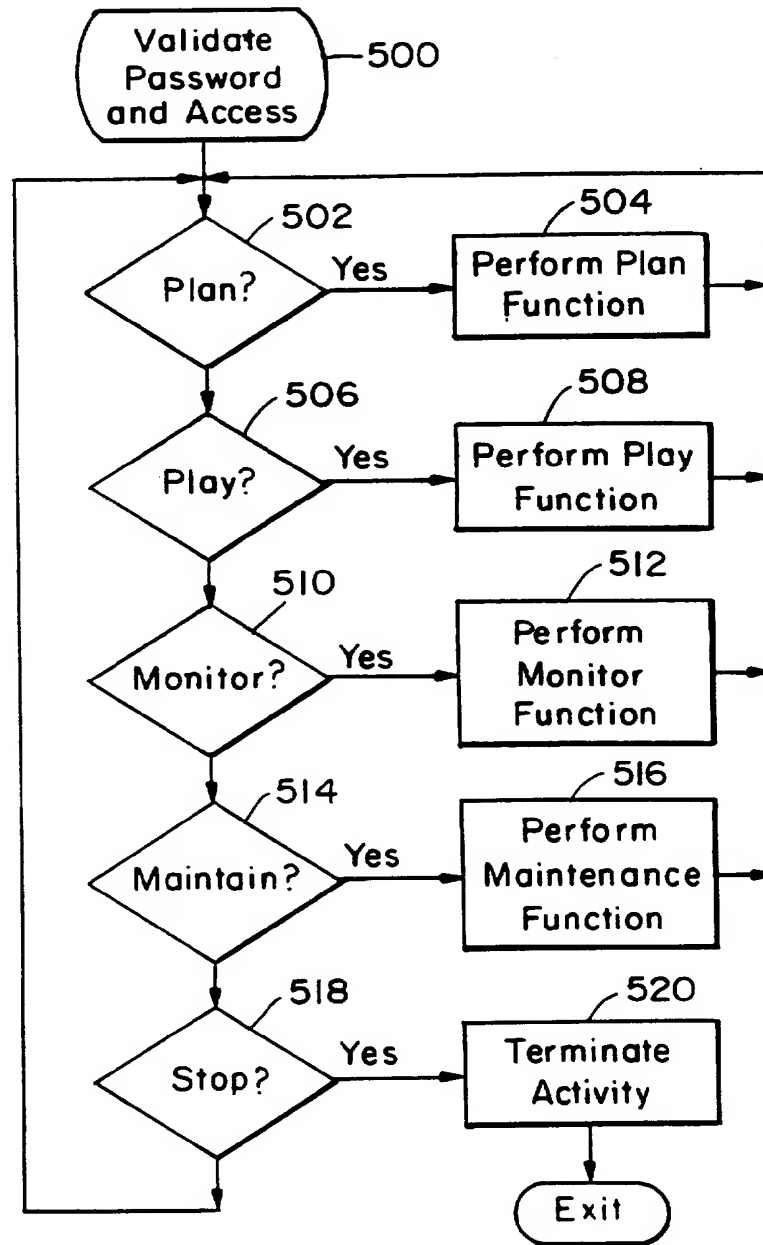 Validate
Password
and Access
500
502
504
Plan?
Yes
Perform Plan
Function
506
508
Play?
Yes
Perform Play
Function
510
512
Monitor?
Yes
Perform
Monitor
Function
514
516
Maintain?
Yes
Perform
Maintenance
Function
518
520
Stop?
Yes
Terminate
Activity
Exit